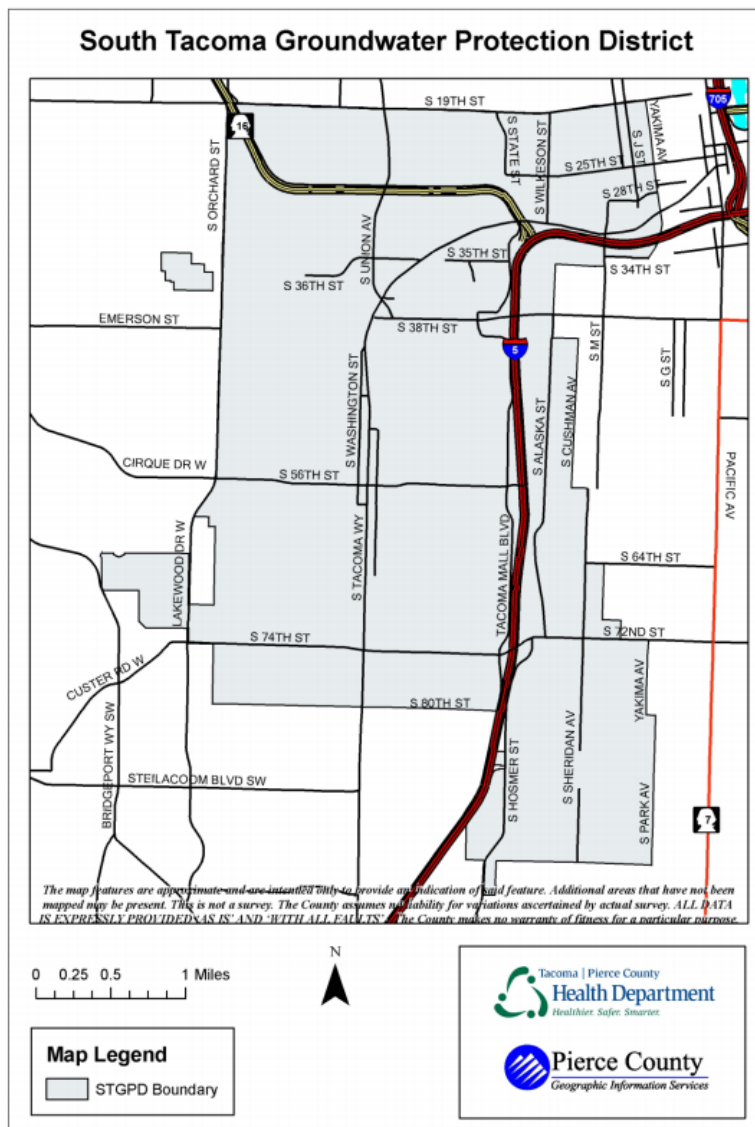 South Tacoma Groundwater Protection District
S 19TH ST
705
16
S ORCHARD ST
S STATE ST
S WILKESON ST
S J ST
YAKIMA AV
S 25TH ST
S 28TH ST
S UNION AV
S 35TH ST
S 34TH ST
S 36TH ST
EMERSON ST
S 38TH ST
S M ST
S G ST
5
S WASHINGTON ST
S ALASKA ST
S CUSHMAN AV
CIRQUE DR W
S 56TH ST
PACIFIC AV
LAKEWOOD DR W
S TACOMA WY
TACOMA MALL BLVD
S 64TH ST
S 74TH ST
S 72ND ST
CUSTER RD W
S 80TH ST
YAKIMA AV
BRIDGEPORT WY SW
STEILACOOM BLVD SW
S HOSMER ST
S SHERIDAN AV
S PARK AV
7
The map features are approximate and are intended only to provide an indication of said feature. Additional areas that have not been
mapped may be present. This is not a survey. The County assumes no liability for variations ascertained by actual survey. ALL DATA
IS EXPRESSLY PROVIDED 'AS IS' AND 'WITH ALL FAULTS'. The County makes no warranty of fitness for a particular purpose.
N
0 0.25 0.5 1 Miles
Map Legend
STGPD Boundary
Tacoma | Pierce County
Health Department
Healthier. Safer. Smarter.
Pierce County
Geographic Information Services